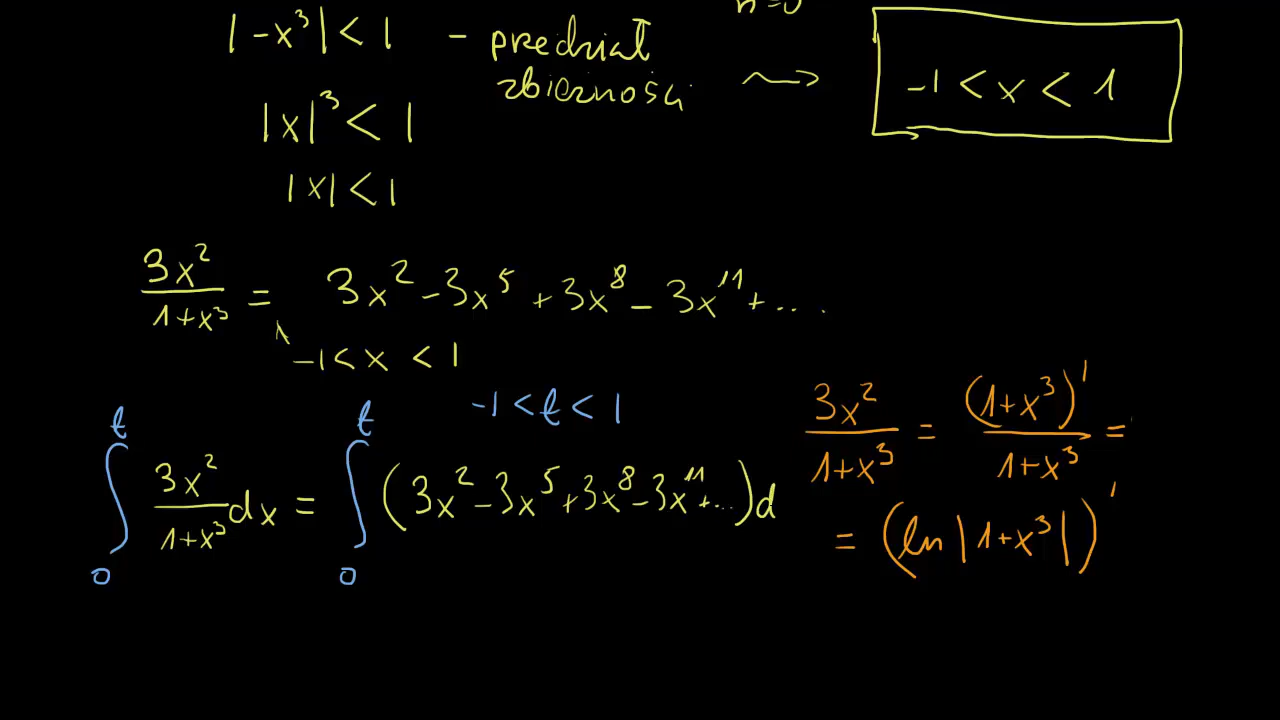 n=0
|-x³| < 1 - przedział zbieżności ⤳ -1 < x < 1
|x|³ < 1
|x| < 1
3x²/(1+x³) = 3x² - 3x⁵ + 3x⁸ - 3x¹¹ + ....
-1 < x < 1
-1 < t < 1
∫₀ᵗ 3x²/(1+x³) dx = ∫₀ᵗ (3x² - 3x⁵ + 3x⁸ - 3x¹¹ + ...) d
3x²/(1+x³) = (1+x³)'/(1+x³) =
= (ln |1+x³|)'